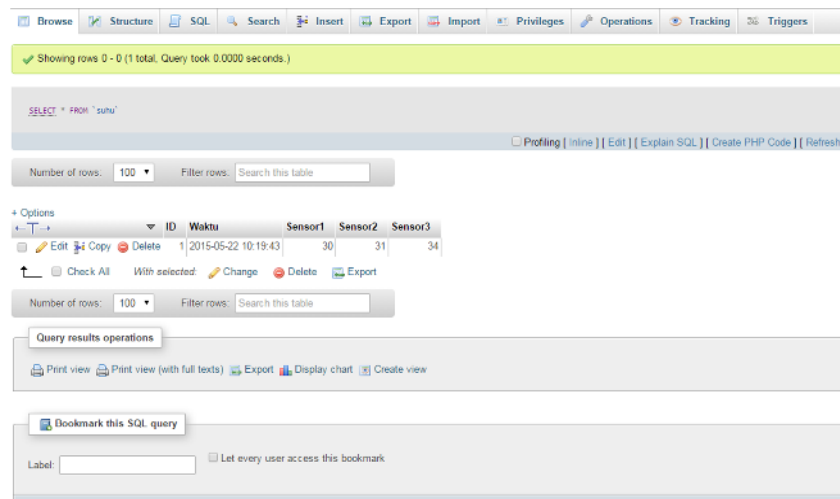 Browse Structure SQL Search Insert Export Import Privileges Operations Tracking Triggers
Showing rows 0 - 0 (1 total, Query took 0.0000 seconds.)
SELECT * FROM `suhu`
Profiling [ Inline ] [ Edit ] [ Explain SQL ] [ Create PHP Code ] [ Refresh
Number of rows: 100 Filter rows: Search this table
+ Options
ID Waktu Sensor1 Sensor2 Sensor3
Edit Copy Delete 1 2015-05-22 10:19:43 30 31 34
Check All With selected: Change Delete Export
Number of rows: 100 Filter rows: Search this table
Query results operations
Print view Print view (with full texts) Export Display chart Create view
Bookmark this SQL query
Label: Let every user access this bookmark